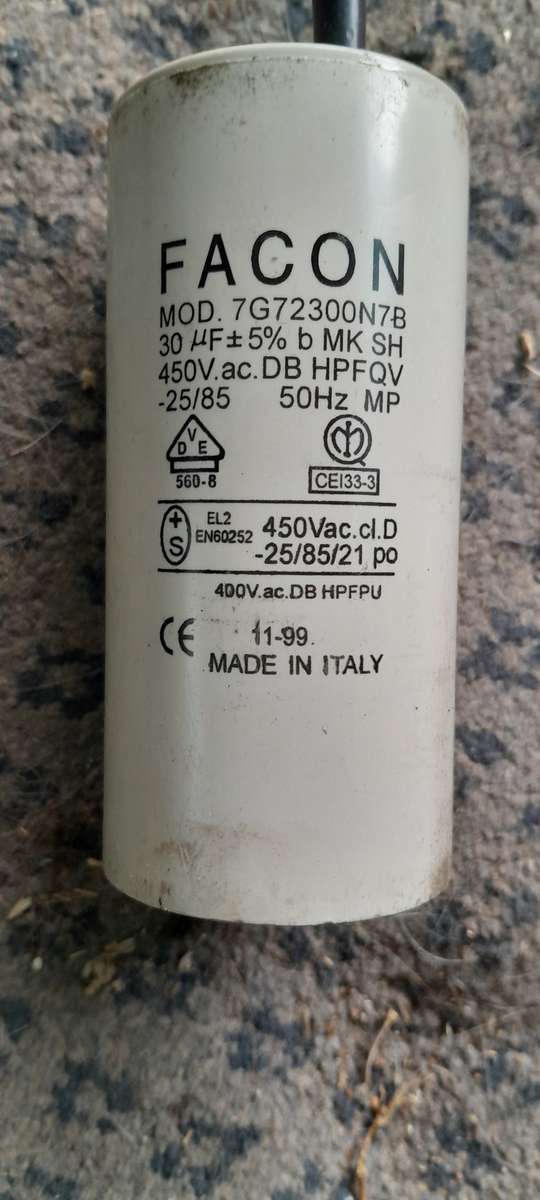 FACON
MOD. 7G72300N7B
30 µF±5% b MK SH
450V.ac.DB HPFQV
-25/85 50Hz MP
D V E
560-8
CEI33-3
+
S
EL2
EN60252
450Vac.cl.D
-25/85/21 po
400V.ac.DB HPFPU
CE 11-99.
MADE IN ITALY